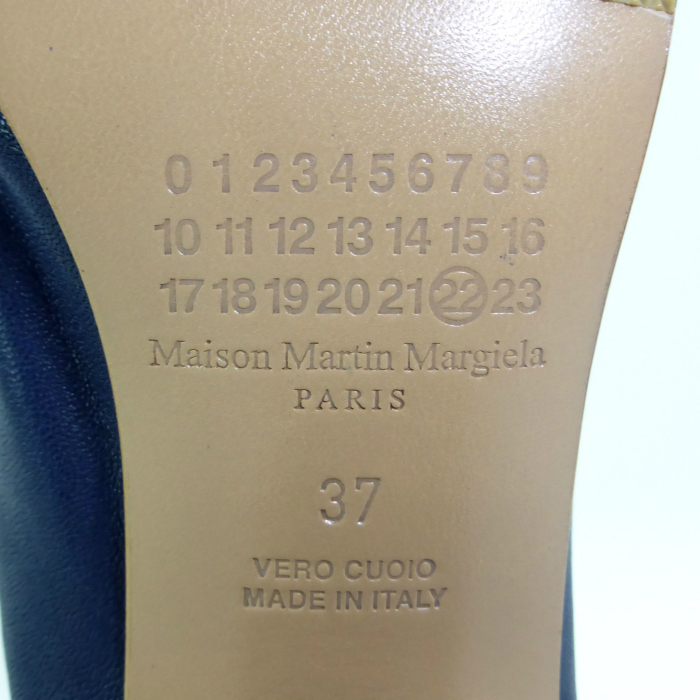 0 1 2 3 4 5 6 7 8 9
10 11 12 13 14 15 16
17 18 19 20 21 22 23
Maison Martin Margiela
PARIS
37
VERO CUOIO
MADE IN ITALY